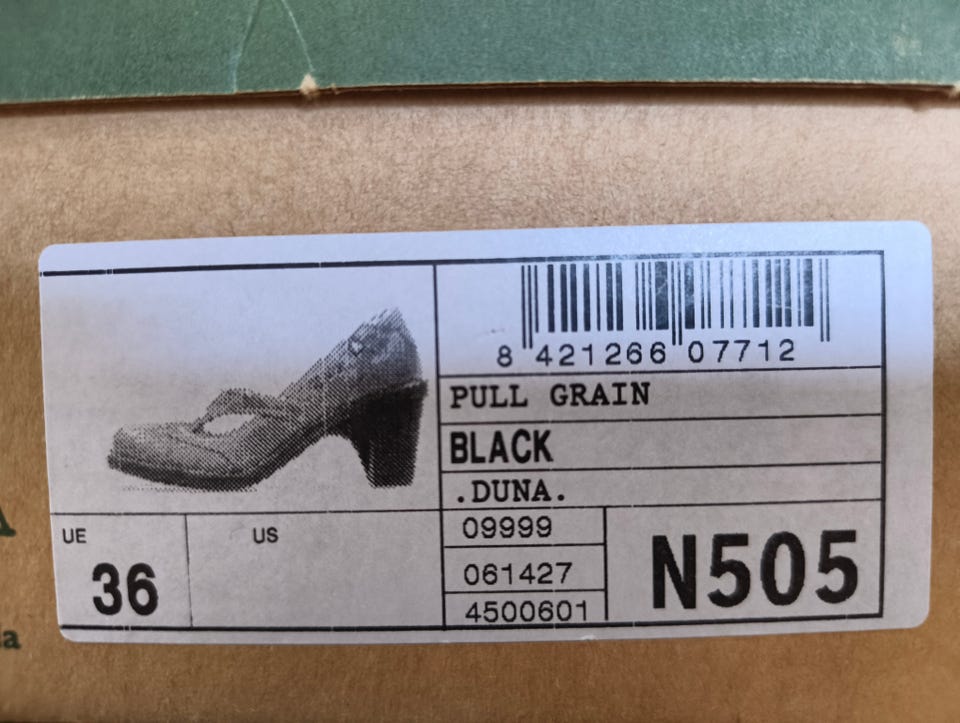 8 421266 07712
PULL GRAIN
BLACK
.DUNA.
UE
36
US
09999
061427
4500601
N505